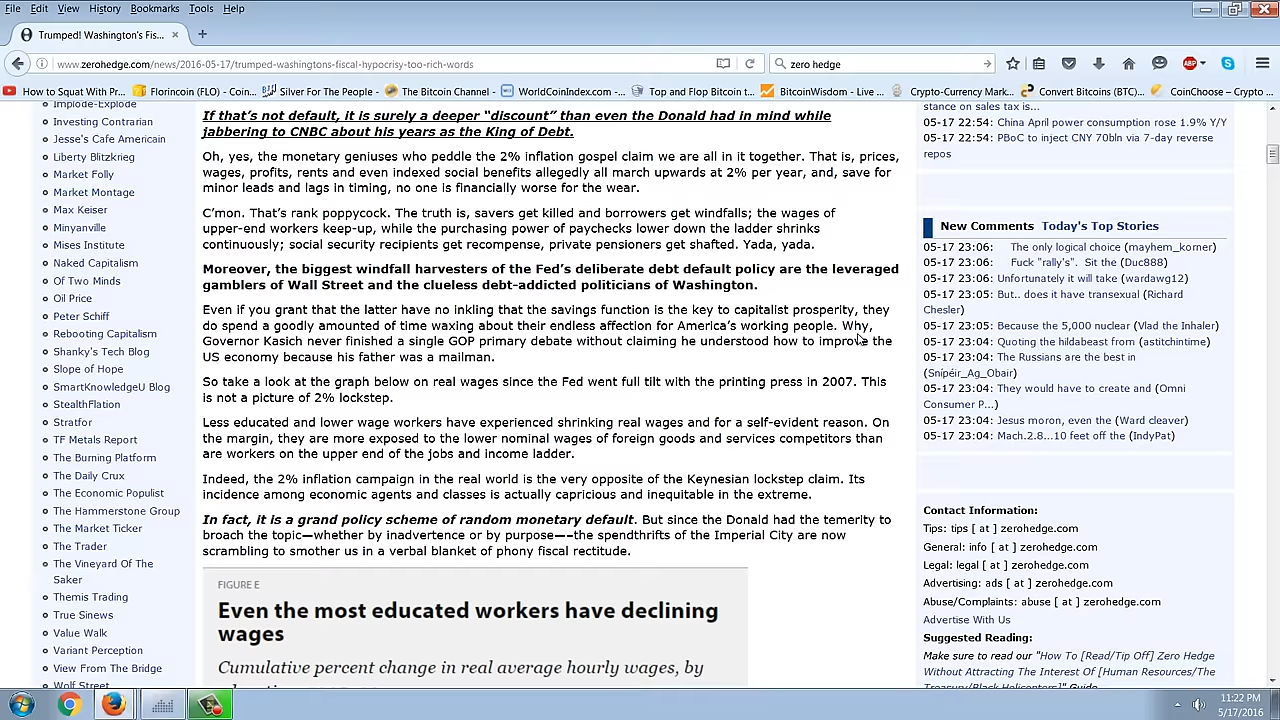 File Edit View History Bookmarks Tools Help
Trumped! Washington's Fis...
www.zerohedge.com/news/2016-05-17/trumped-washingtons-fiscal-hypocrisy-too-rich-words
zero hedge
How to Squat With Pr... Florincoin (FLO) - Coin... Silver For The People - The Bitcoin Channel - WorldCoinIndex.com -... Top and Flop Bitcoin t... BitcoinWisdom - Live ... Crypto-Currency Mark... Convert Bitcoins (BTC)... CoinChoose – Crypto ...
Implode-Explode
Investing Contrarian
Jesse's Cafe Americain
Liberty Blitzkrieg
Market Folly
Market Montage
Max Keiser
Minyanville
Mises Institute
Naked Capitalism
Of Two Minds
Oil Price
Peter Schiff
Rebooting Capitalism
Shanky's Tech Blog
Slope of Hope
SmartKnowledgeU Blog
StealthFlation
Stratfor
TF Metals Report
The Burning Platform
The Daily Crux
The Economic Populist
The Hammerstone Group
The Market Ticker
The Trader
The Vineyard Of The
Saker
Themis Trading
True Sinews
Value Walk
Variant Perception
View From The Bridge
Wolf Street
If that's not default, it is surely a deeper “discount” than even the Donald had in mind while
jabbering to CNBC about his years as the King of Debt.
Oh, yes, the monetary geniuses who peddle the 2% inflation gospel claim we are all in it together. That is, prices,
wages, profits, rents and even indexed social benefits allegedly all march upwards at 2% per year, and, save for
minor leads and lags in timing, no one is financially worse for the wear.
C’mon. That’s rank poppycock. The truth is, savers get killed and borrowers get windfalls; the wages of
upper-end workers keep-up, while the purchasing power of paychecks lower down the ladder shrinks
continuously; social security recipients get recompense, private pensioners get shafted. Yada, yada.
Moreover, the biggest windfall harvesters of the Fed’s deliberate debt default policy are the leveraged
gamblers of Wall Street and the clueless debt-addicted politicians of Washington.
Even if you grant that the latter have no inkling that the savings function is the key to capitalist prosperity, they
do spend a goodly amounted of time waxing about their endless affection for America’s working people. Why,
Governor Kasich never finished a single GOP primary debate without claiming he understood how to improve the
US economy because his father was a mailman.
So take a look at the graph below on real wages since the Fed went full tilt with the printing press in 2007. This
is not a picture of 2% lockstep.
Less educated and lower wage workers have experienced shrinking real wages and for a self-evident reason. On
the margin, they are more exposed to the lower nominal wages of foreign goods and services competitors than
are workers on the upper end of the jobs and income ladder.
Indeed, the 2% inflation campaign in the real world is the very opposite of the Keynesian lockstep claim. Its
incidence among economic agents and classes is actually capricious and inequitable in the extreme.
In fact, it is a grand policy scheme of random monetary default. But since the Donald had the temerity to
broach the topic—whether by inadvertence or by purpose—–the spendthrifts of the Imperial City are now
scrambling to smother us in a verbal blanket of phony fiscal rectitude.
FIGURE E
Even the most educated workers have declining
wages
Cumulative percent change in real average hourly wages, by
stance on sales tax is...
05-17 22:54: China April power consumption rose 1.9% Y/Y
05-17 22:54: PBoC to inject CNY 70bln via 7-day reverse
repos
New Comments Today's Top Stories
05-17 23:06: The only logical choice (mayhem_korner)
05-17 23:06: Fuck "rally's". Sit the (Duc888)
05-17 23:06: Unfortunately it will take (wardawg12)
05-17 23:05: But.. does it have transexual (Richard
Chesler)
05-17 23:05: Because the 5,000 nuclear (Vlad the Inhaler)
05-17 23:04: Quoting the hildabeast from (astitchintime)
05-17 23:04: The Russians are the best in
(Snípéir_Ag_Obair)
05-17 23:04: They would have to create and (Omni
Consumer P...)
05-17 23:04: Jesus moron, even the (Ward cleaver)
05-17 23:04: Mach.2.8...10 feet off the (IndyPat)
Contact Information:
Tips: tips [ at ] zerohedge.com
General: info [ at ] zerohedge.com
Legal: legal [ at ] zerohedge.com
Advertising: ads [ at ] zerohedge.com
Abuse/Complaints: abuse [ at ] zerohedge.com
Advertise With Us
Suggested Reading:
Make sure to read our "How To [Read/Tip Off] Zero Hedge
Without Attracting The Interest Of [Human Resources/The
Treasury/Black Helicopters]" Guide
11:22 PM
5/17/2016